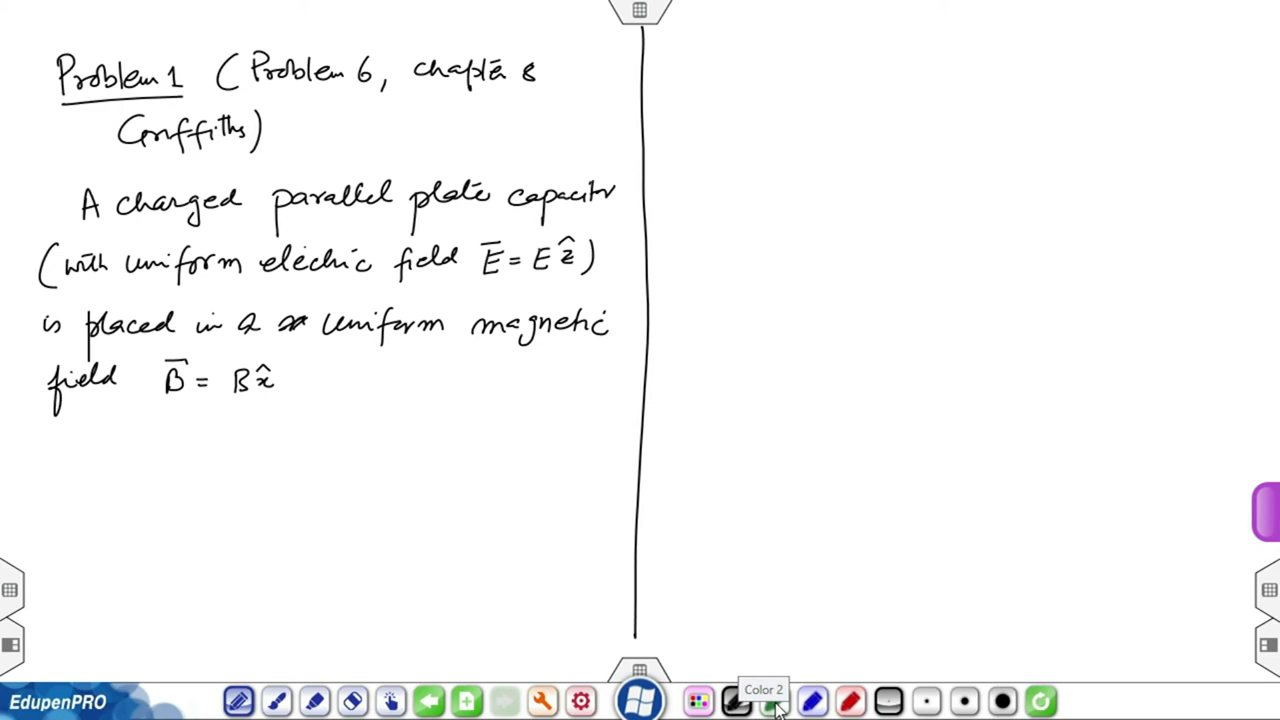 Problem 1 (Problem 6, chapter 8
Griffiths)
A charged parallel plate capacitor
(with uniform electric field E̅ = E ẑ)
is placed in a uniform magnetic
field B̅ = B x̂
Color 2
EdupenPRO